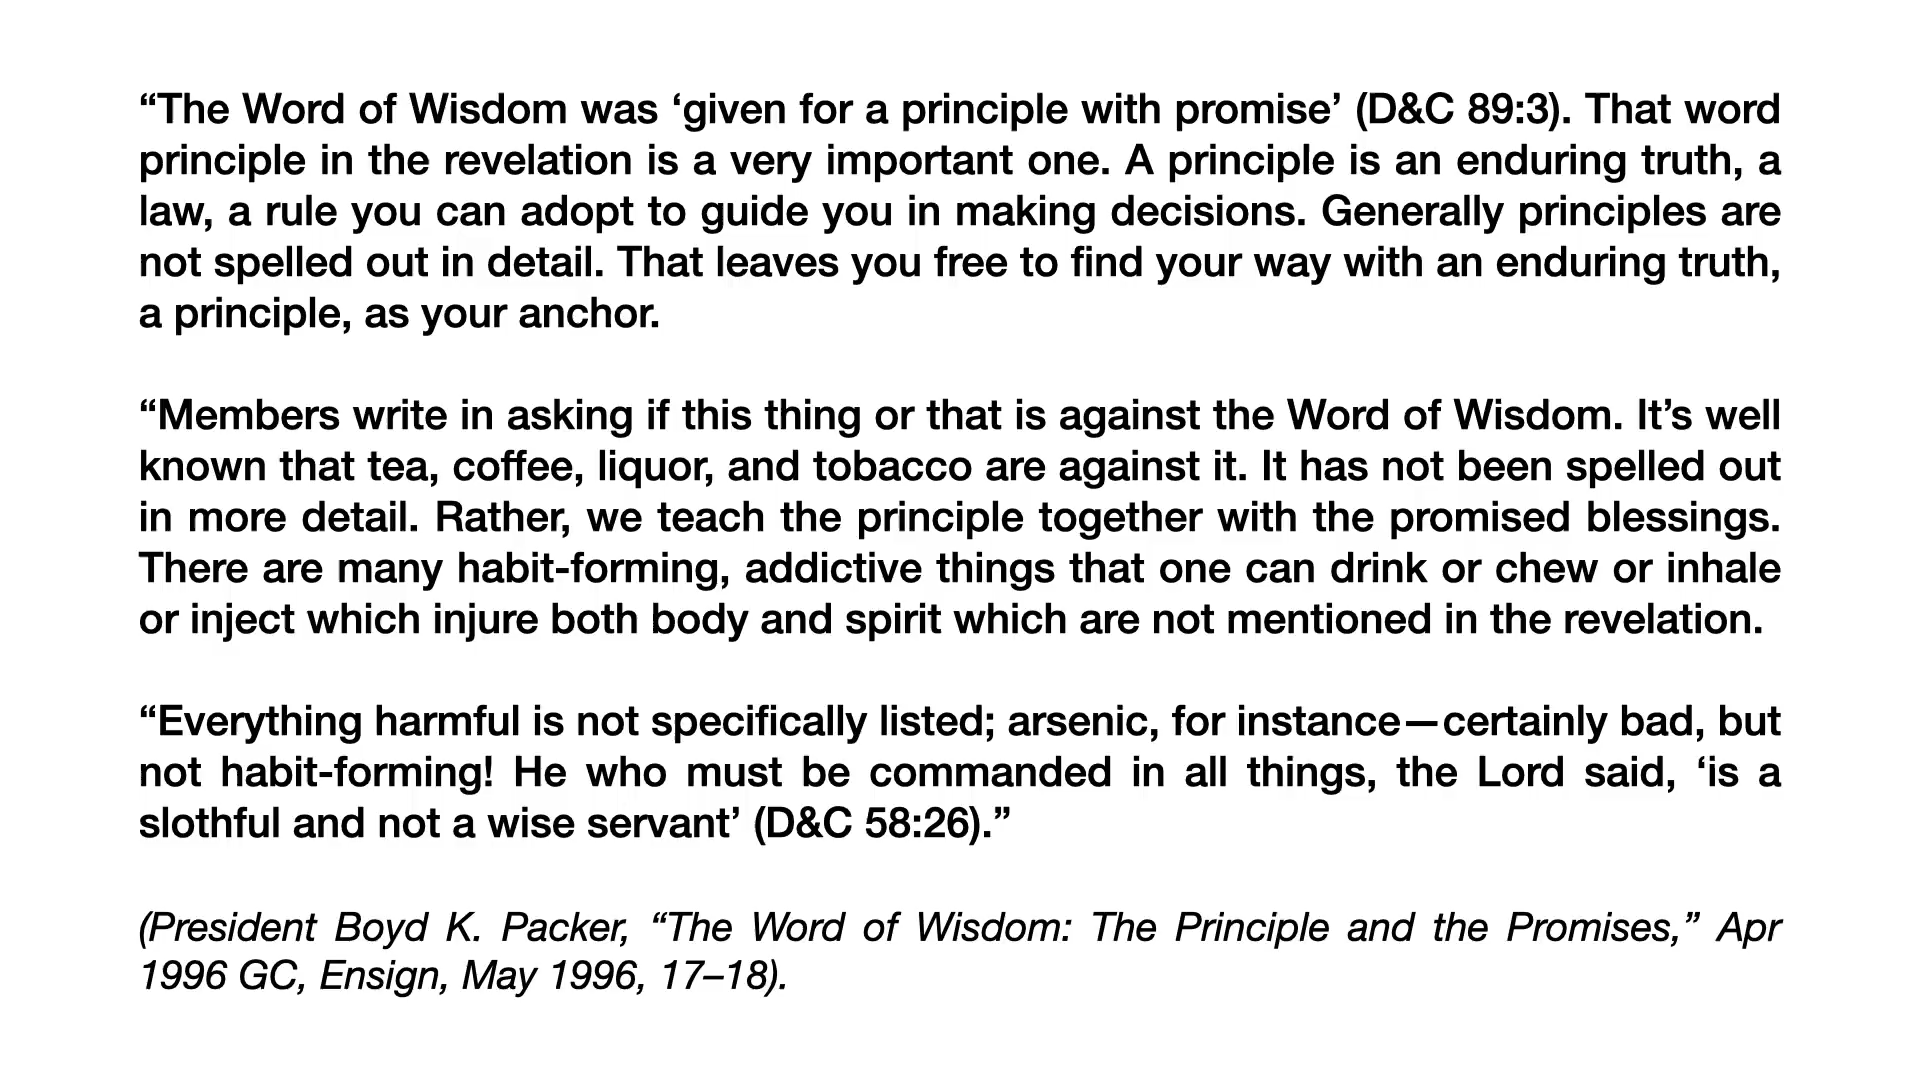 “The Word of Wisdom was ‘given for a principle with promise’ (D&C 89:3). That word
principle in the revelation is a very important one. A principle is an enduring truth, a
law, a rule you can adopt to guide you in making decisions. Generally principles are
not spelled out in detail. That leaves you free to find your way with an enduring truth,
a principle, as your anchor.
“Members write in asking if this thing or that is against the Word of Wisdom. It’s well
known that tea, coffee, liquor, and tobacco are against it. It has not been spelled out
in more detail. Rather, we teach the principle together with the promised blessings.
There are many habit-forming, addictive things that one can drink or chew or inhale
or inject which injure both body and spirit which are not mentioned in the revelation.
“Everything harmful is not specifically listed; arsenic, for instance—certainly bad, but
not habit-forming! He who must be commanded in all things, the Lord said, ‘is a
slothful and not a wise servant’ (D&C 58:26).”
(President Boyd K. Packer, “The Word of Wisdom: The Principle and the Promises,” Apr
1996 GC, Ensign, May 1996, 17–18).